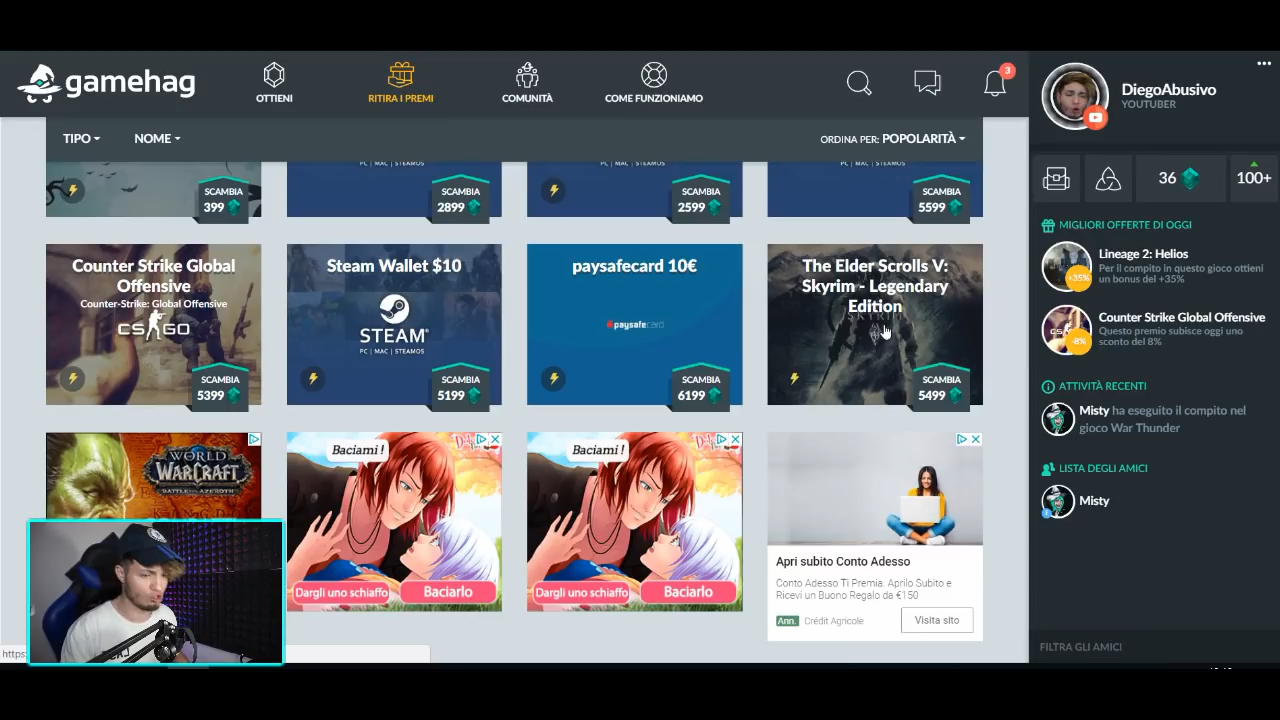 gamehag
OTTIENI
RITIRA I PREMI
COMUNITÀ
COME FUNZIONIAMO
3
DiegoAbusivo
YOUTUBER
TIPO
NOME
ORDINA PER: POPOLARITÀ
36
100+
PC | MAC | STEAMOS
PC | MAC | STEAMOS
PC | MAC | STEAMOS
SCAMBIA
399
SCAMBIA
2899
SCAMBIA
2599
SCAMBIA
5599
Counter Strike Global
Offensive
Counter-Strike: Global Offensive
CS GO
SCAMBIA
5399
Steam Wallet $10
STEAM
PC | MAC | STEAMOS
SCAMBIA
5199
paysafecard 10€
paysafecard
SCAMBIA
6199
The Elder Scrolls V:
Skyrim - Legendary
Edition
SKYRIM
SCAMBIA
5499
WORLD
WARCRAFT
BATTLE FOR AZEROTH
Baciami !
Dargli uno schiaffo
Baciarlo
Baciami !
Dargli uno schiaffo
Baciarlo
Apri subito Conto Adesso
Conto Adesso Ti Premia. Aprilo Subito e
Ricevi un Buono Regalo da €150
Ann. Crédit Agricole
Visita sito
MIGLIORI OFFERTE DI OGGI
Lineage 2: Helios
Per il compito in questo gioco ottieni
un bonus del +35%
+35%
Counter Strike Global Offensive
Questo premio subisce oggi uno
sconto del 8%
-8%
ATTIVITÀ RECENTI
Misty ha eseguito il compito nel
gioco War Thunder
LISTA DEGLI AMICI
Misty
FILTRA GLI AMICI
https: